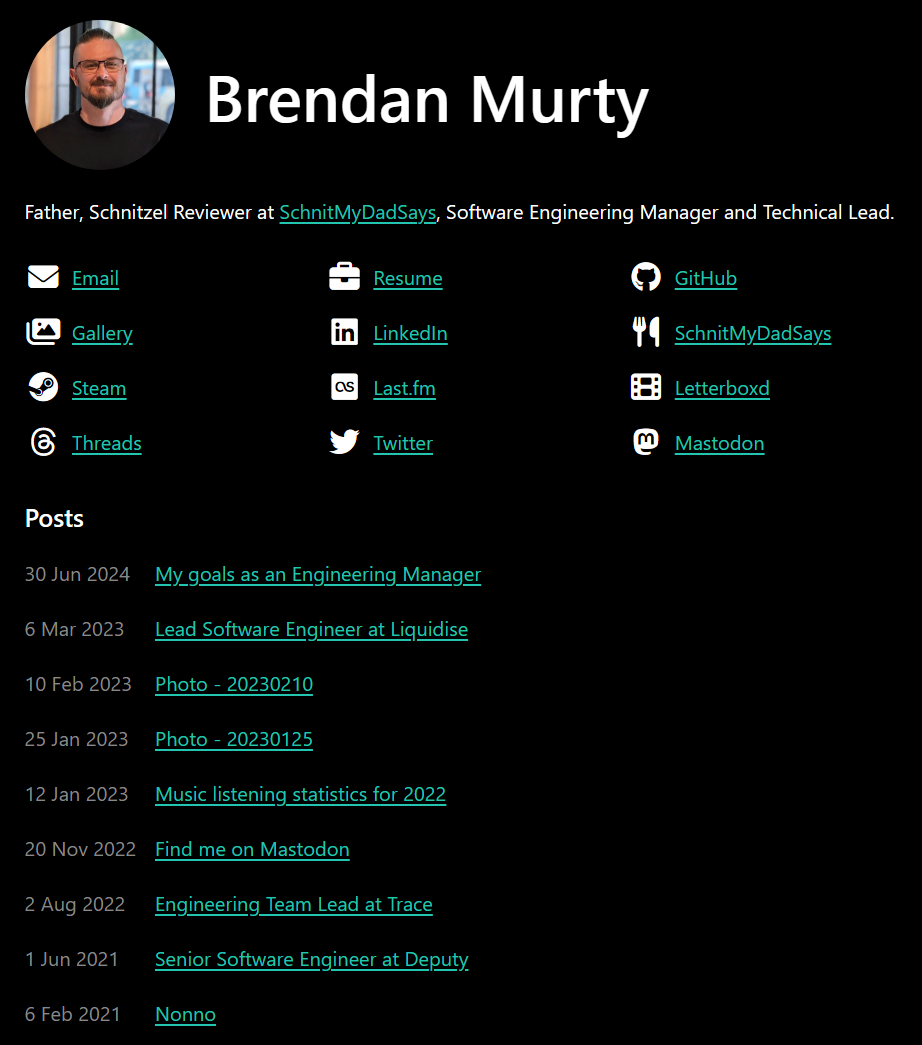 Brendan Murty
Father, Schnitzel Reviewer at SchnitMyDadSays, Software Engineering Manager and Technical Lead.
Email Resume GitHub
Gallery LinkedIn SchnitMyDadSays
Steam Last.fm Letterboxd
Threads Twitter Mastodon
Posts
30 Jun 2024 My goals as an Engineering Manager
6 Mar 2023 Lead Software Engineer at Liquidise
10 Feb 2023 Photo - 20230210
25 Jan 2023 Photo - 20230125
12 Jan 2023 Music listening statistics for 2022
20 Nov 2022 Find me on Mastodon
2 Aug 2022 Engineering Team Lead at Trace
1 Jun 2021 Senior Software Engineer at Deputy
6 Feb 2021 Nonno